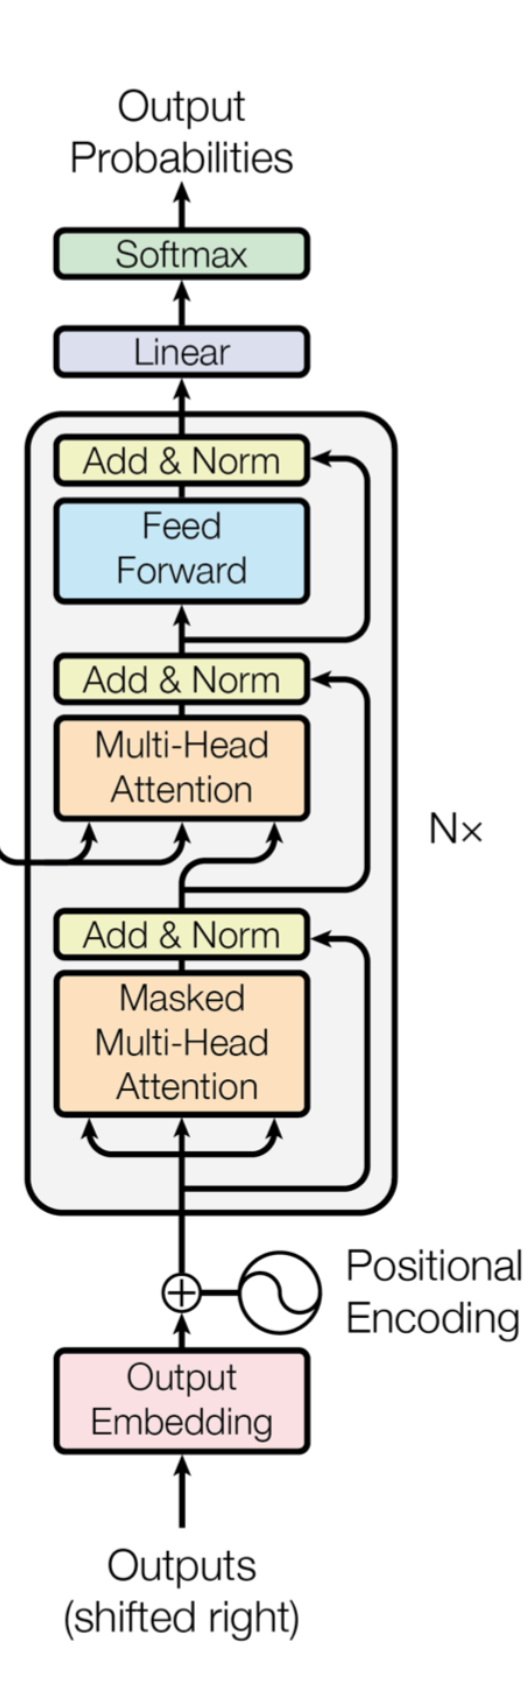 Output
Probabilities
Softmax
Linear
Add & Norm
Feed
Forward
Add & Norm
Multi-Head
Attention
N×
Add & Norm
Masked
Multi-Head
Attention
Positional
Encoding
Output
Embedding
Outputs
(shifted right)